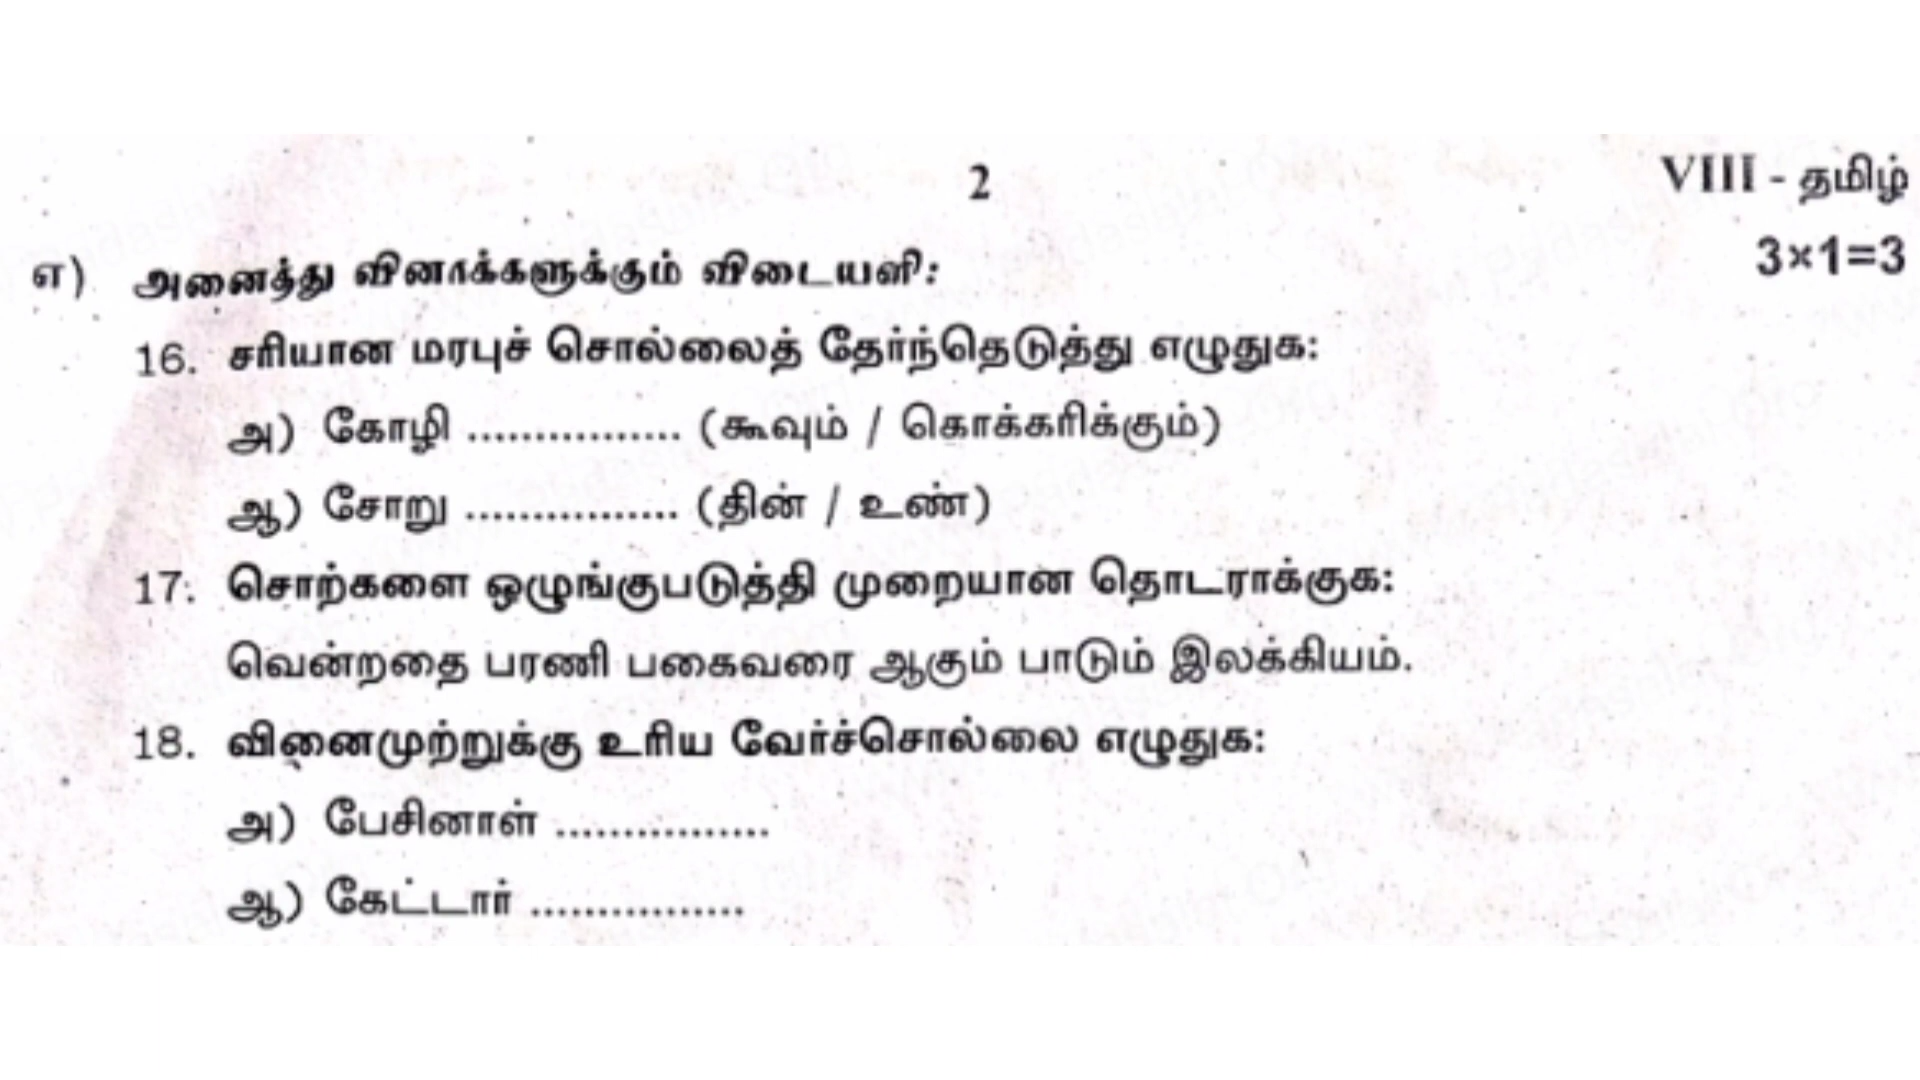 2
VIII - தமிழ்
எ) அனைத்து வினாக்களுக்கும் விடையளி: 3×1=3
16. சரியான மரபுச் சொல்லைத் தேர்ந்தெடுத்து எழுதுக:
அ) கோழி ................ (கூவும் / கொக்கரிக்கும்)
ஆ) சோறு ................ (தின் / உண்)
17. சொற்களை ஒழுங்குபடுத்தி முறையான தொடராக்குக:
வென்றதை பரணி பகைவரை ஆகும் பாடும் இலக்கியம்.
18. வினைமுற்றுக்கு உரிய வேர்ச்சொல்லை எழுதுக:
அ) பேசினாள் ................
ஆ) கேட்டார் ................